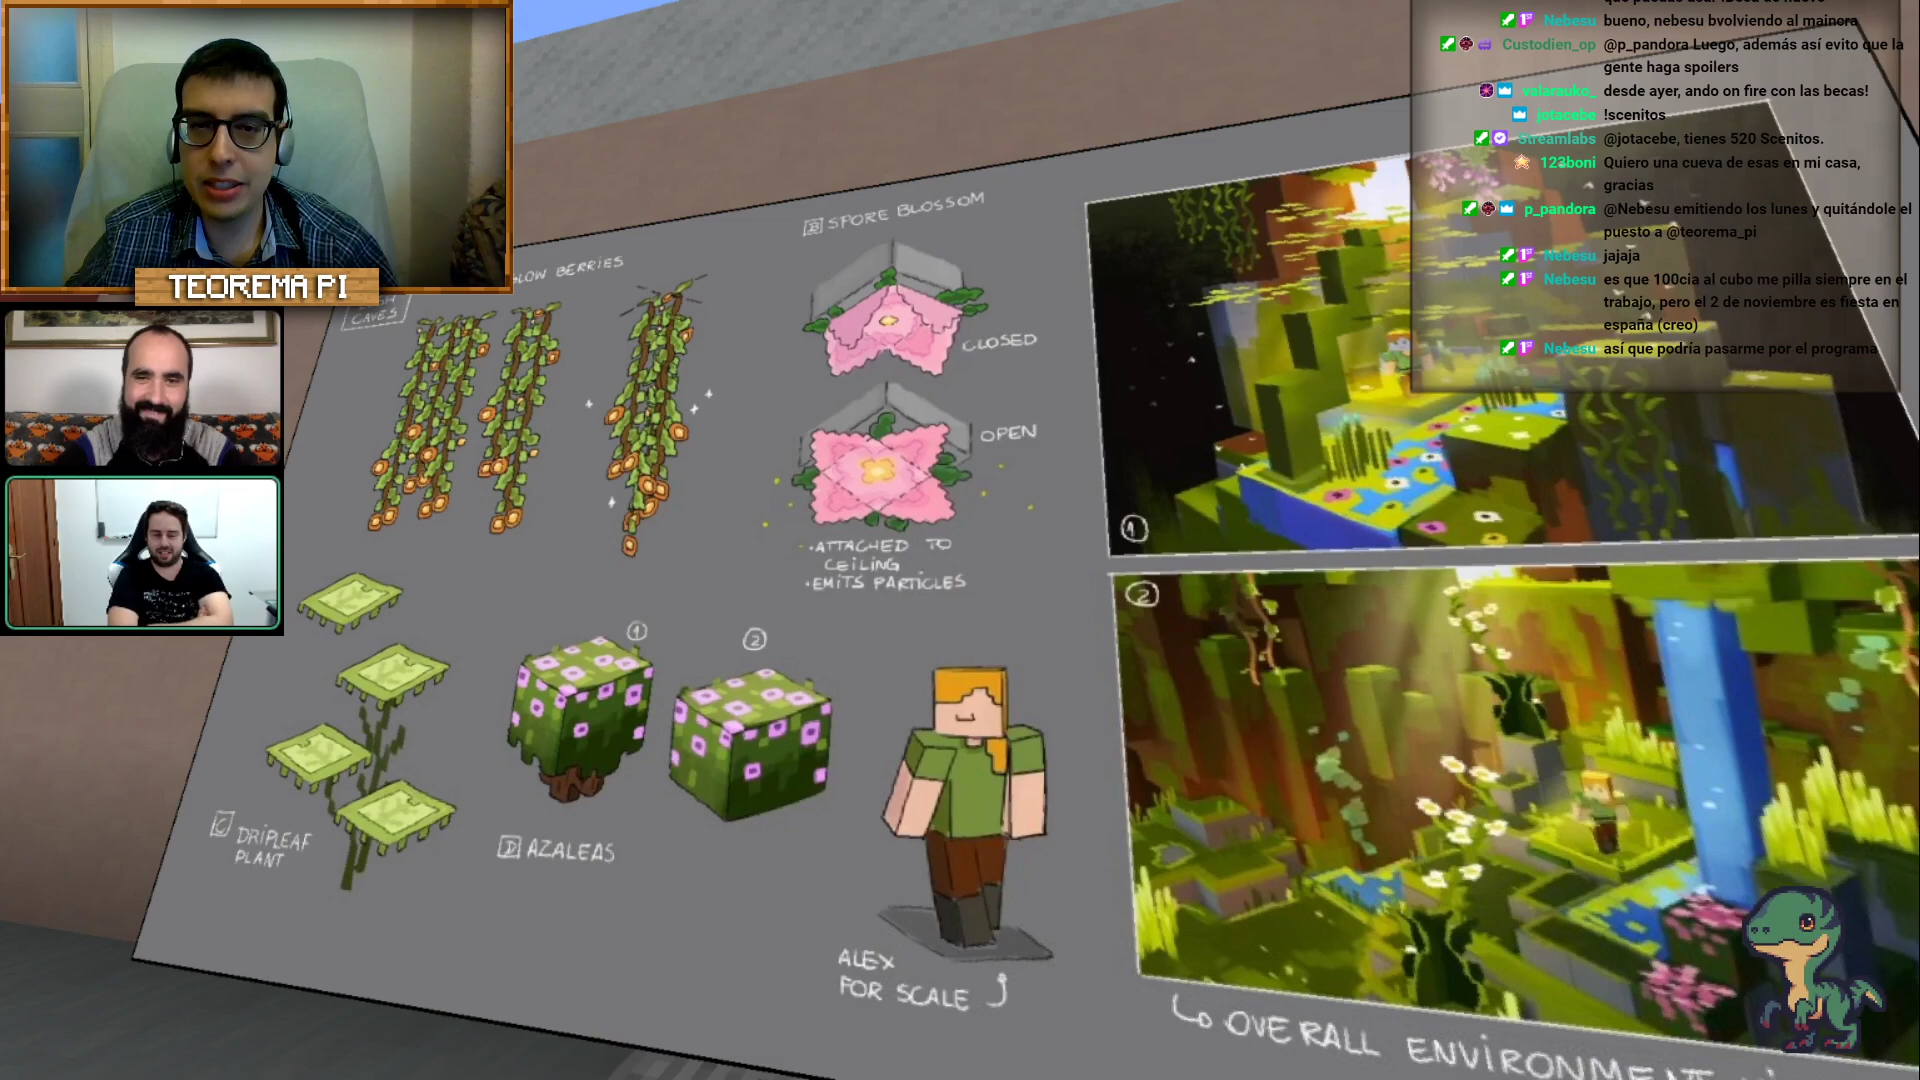 TEOREMA PI
CAVES
GLOW BERRIES
B SPORE BLOSSOM
CLOSED
OPEN
• ATTACHED TO
CEILING
• EMITS PARTICLES
C DRIPLEAF
PLANT
1
2
D AZALEAS
ALEX
FOR SCALE
1
2
OVERALL ENVIRONMENT
Nebesu bueno, nebesu bvolviendo al maincra
Custodien_op @p_pandora Luego, además así evito que la
gente haga spoilers
valarauko_ desde ayer, ando on fire con las becas!
jotacebe !scenitos
Streamlabs @jotacebe, tienes 520 Scenitos.
123boni Quiero una cueva de esas en mi casa,
gracias
p_pandora @Nebesu emitiendo los lunes y quitándole el
puesto a @teorema_pi
Nebesu jajaja
Nebesu es que 100cia al cubo me pilla siempre en el
trabajo, pero el 2 de noviembre es fiesta en
españa (creo)
Nebesu así que podría pasarme por el programa